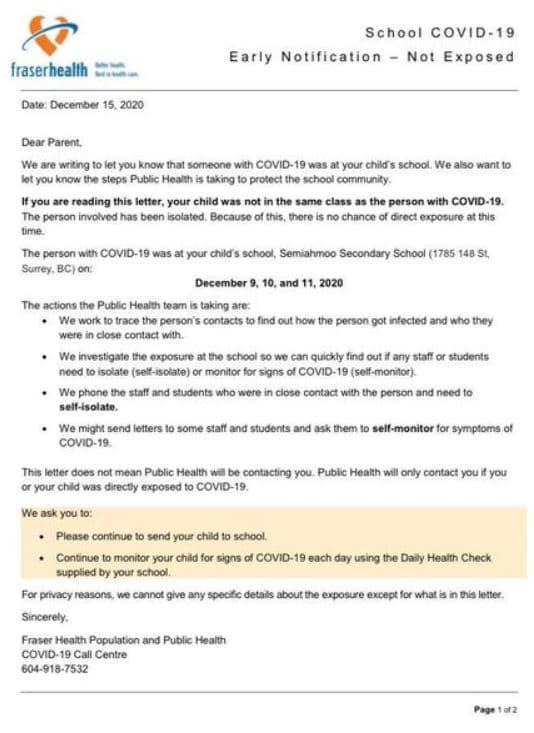 School COVID-19
Early Notification – Not Exposed
fraserhealth
Better health.
Best in health care.
Date: December 15, 2020
Dear Parent,
We are writing to let you know that someone with COVID-19 was at your child's school. We also want to
let you know the steps Public Health is taking to protect the school community.
If you are reading this letter, your child was not in the same class as the person with COVID-19.
The person involved has been isolated. Because of this, there is no chance of direct exposure at this
time.
The person with COVID-19 was at your child's school, Semiahmoo Secondary School (1785 148 St,
Surrey, BC) on:
December 9, 10, and 11, 2020
The actions the Public Health team is taking are:
• We work to trace the person's contacts to find out how the person got infected and who they
were in close contact with.
• We investigate the exposure at the school so we can quickly find out if any staff or students
need to isolate (self-isolate) or monitor for signs of COVID-19 (self-monitor).
• We phone the staff and students who were in close contact with the person and need to
self-isolate.
• We might send letters to some staff and students and ask them to self-monitor for symptoms of
COVID-19.
This letter does not mean Public Health will be contacting you. Public Health will only contact you if you
or your child was directly exposed to COVID-19.
We ask you to:
• Please continue to send your child to school.
• Continue to monitor your child for signs of COVID-19 each day using the Daily Health Check
supplied by your school.
For privacy reasons, we cannot give any specific details about the exposure except for what is in this letter.
Sincerely,
Fraser Health Population and Public Health
COVID-19 Call Centre
604-918-7532
Page 1 of 2